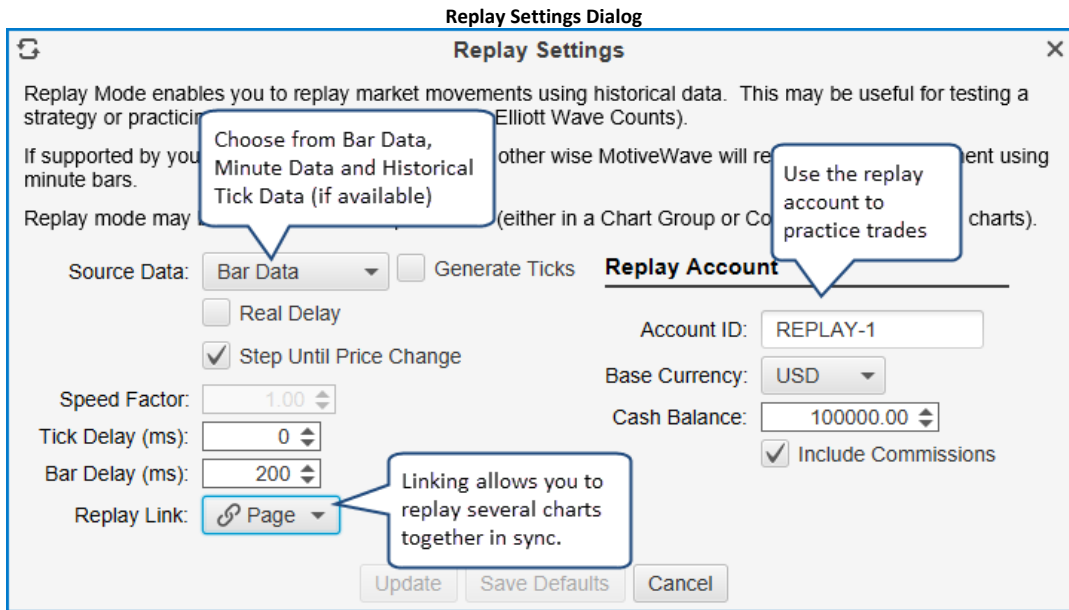 Replay Settings Dialog
Replay Settings
Replay Mode enables you to replay market movements using historical data. This may be useful for testing a
strategy or practicin Elliott Wave Counts).
If supported by you other wise MotiveWave will re ent using
minute bars.
Replay mode may (either in a Chart Group or Co charts).
Choose from Bar Data,
Minute Data and Historical
Tick Data (if available)
Use the replay
account to
practice trades
Source Data: Bar Data Generate Ticks
Real Delay
Step Until Price Change
Speed Factor: 1.00
Tick Delay (ms): 0
Bar Delay (ms): 200
Replay Link: Page
Linking allows you to
replay several charts
together in sync.
Replay Account
Account ID: REPLAY-1
Base Currency: USD
Cash Balance: 100000.00
Include Commissions
Update Save Defaults Cancel